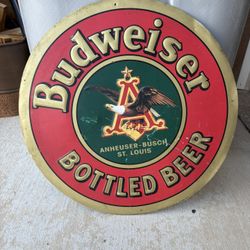 Budweiser
A
ANHEUSER-BUSCH
ST. LOUIS
BOTTLED BEER